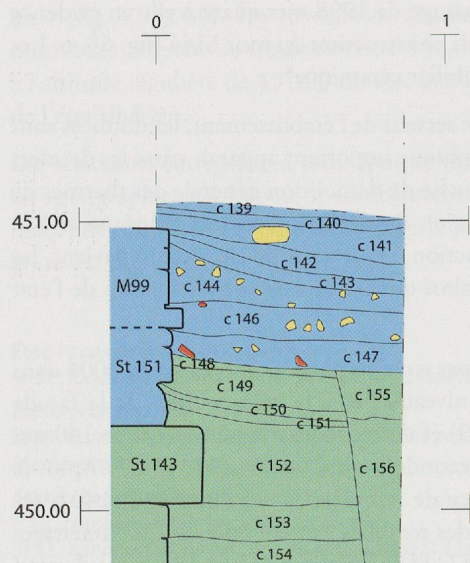 0 1
c 139
c 140
451.00
c 141
c 142
c 143
M99
c 144
c 146
c 147
St 151
c 148
c 149
c 155
c 150
c 151
St 143
c 152
c 156
450.00
c 153
c 154